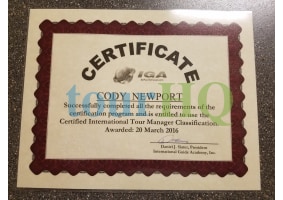 CERTIFICATE
IGA
CODY NEWPORT
Successfully completed all the requirements of the
certification program and is entitled to use the
Certified International Tour Manager Classification
Awarded: 20 March 2016
President
International Guide Academy, Inc.